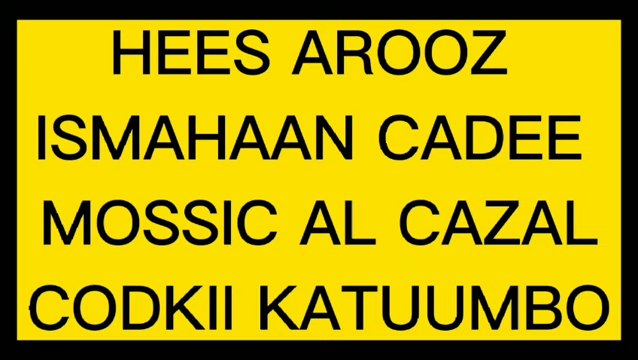 HEES AROOZ
ISMAHAAN CADEE
MOSSIC AL CAZAL
CODKII KATUUMBO